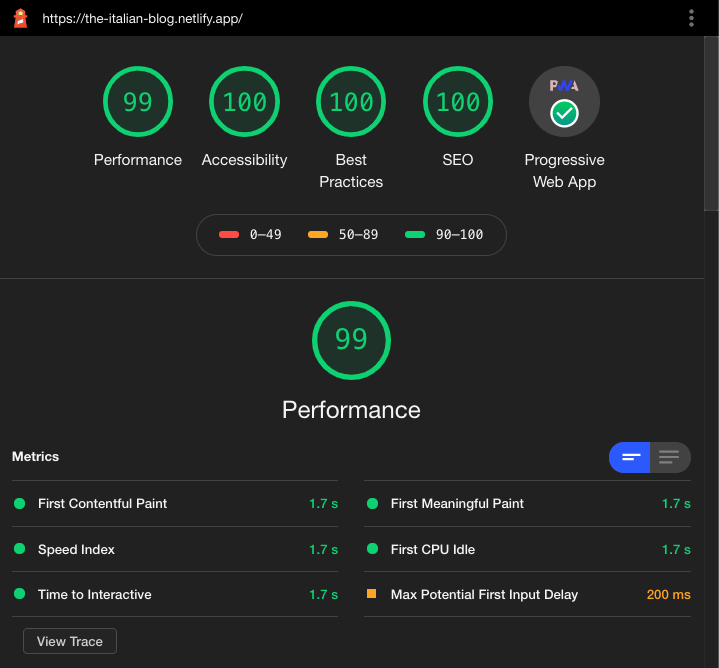 https://the-italian-blog.netlify.app/
99
100
100
100
PWA
Performance
Accessibility
Best
Practices
SEO
Progressive
Web App
0–49
50–89
90–100
99
Performance
Metrics
First Contentful Paint 1.7 s
First Meaningful Paint 1.7 s
Speed Index 1.7 s
First CPU Idle 1.7 s
Time to Interactive 1.7 s
Max Potential First Input Delay 200 ms
View Trace